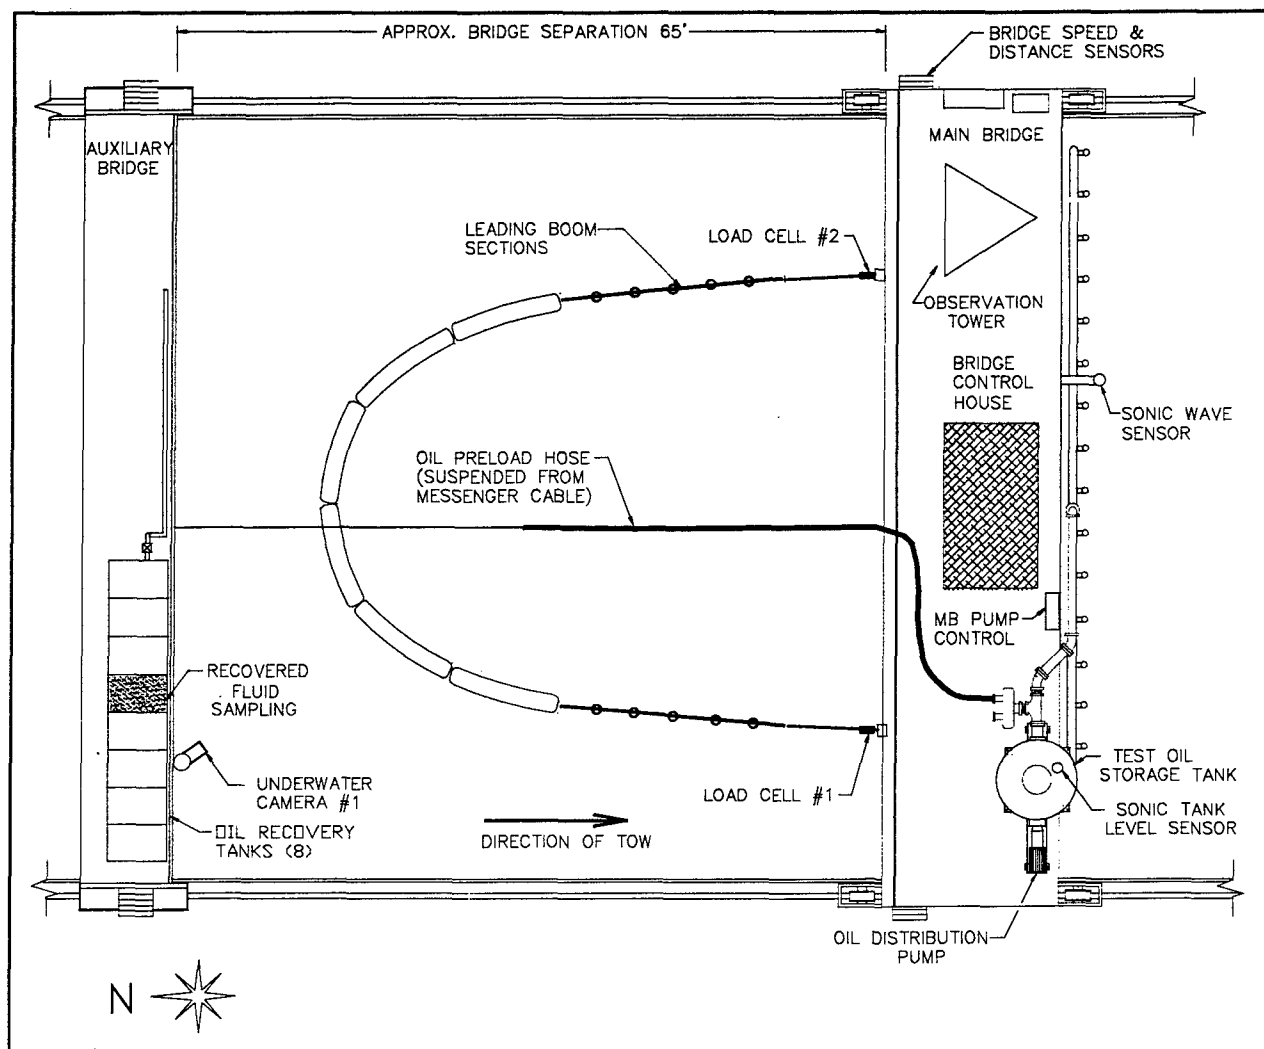 APPROX. BRIDGE SEPARATION 65'
BRIDGE SPEED &
DISTANCE SENSORS
AUXILIARY
BRIDGE
MAIN BRIDGE
LEADING BOOM
SECTIONS
LOAD CELL #2
OBSERVATION
TOWER
BRIDGE
CONTROL
HOUSE
SONIC WAVE
SENSOR
OIL PRELOAD HOSE
(SUSPENDED FROM
MESSENGER CABLE)
MB PUMP
CONTROL
RECOVERED
FLUID
SAMPLING
UNDERWATER
CAMERA #1
OIL RECOVERY
TANKS (8)
LOAD CELL #1
DIRECTION OF TOW
TEST OIL
STORAGE TANK
SONIC TANK
LEVEL SENSOR
OIL DISTRIBUTION
PUMP
N